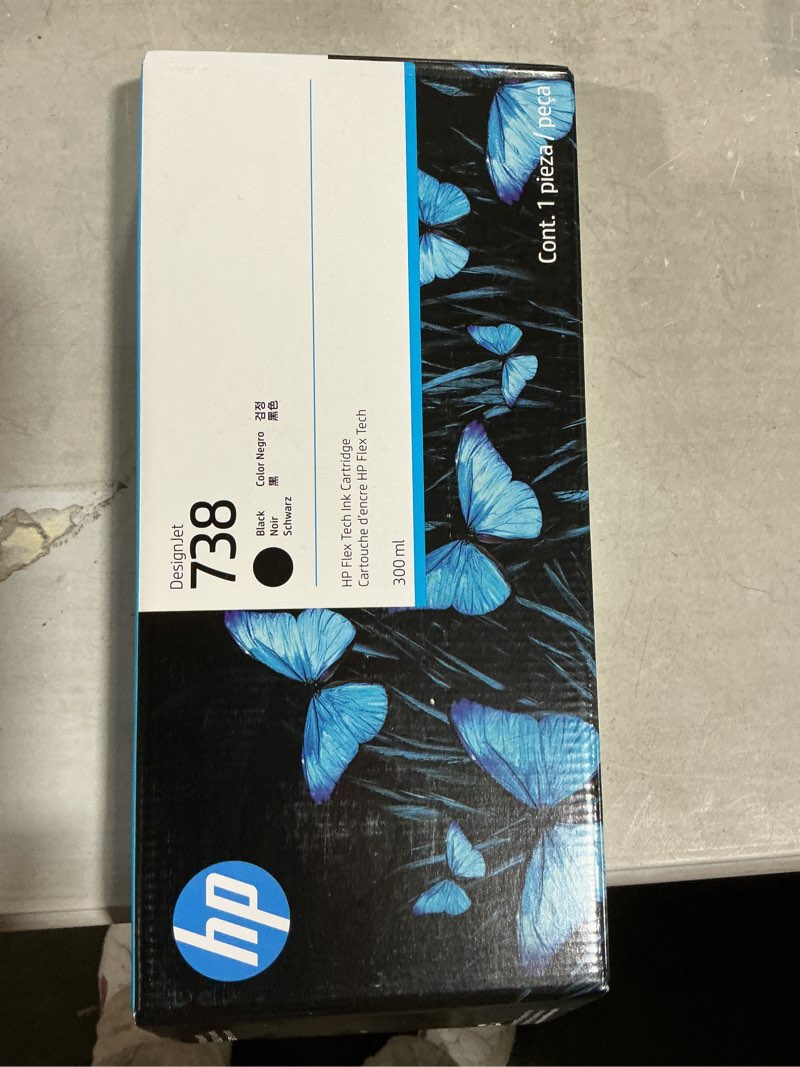 DesignJet
738
Black Color Negro 검정
Noir 黒 黑色
Schwarz
HP Flex Tech Ink Cartridge
Cartouche d'encre HP Flex Tech
300 ml
Cont. 1 pieza / peça
hp